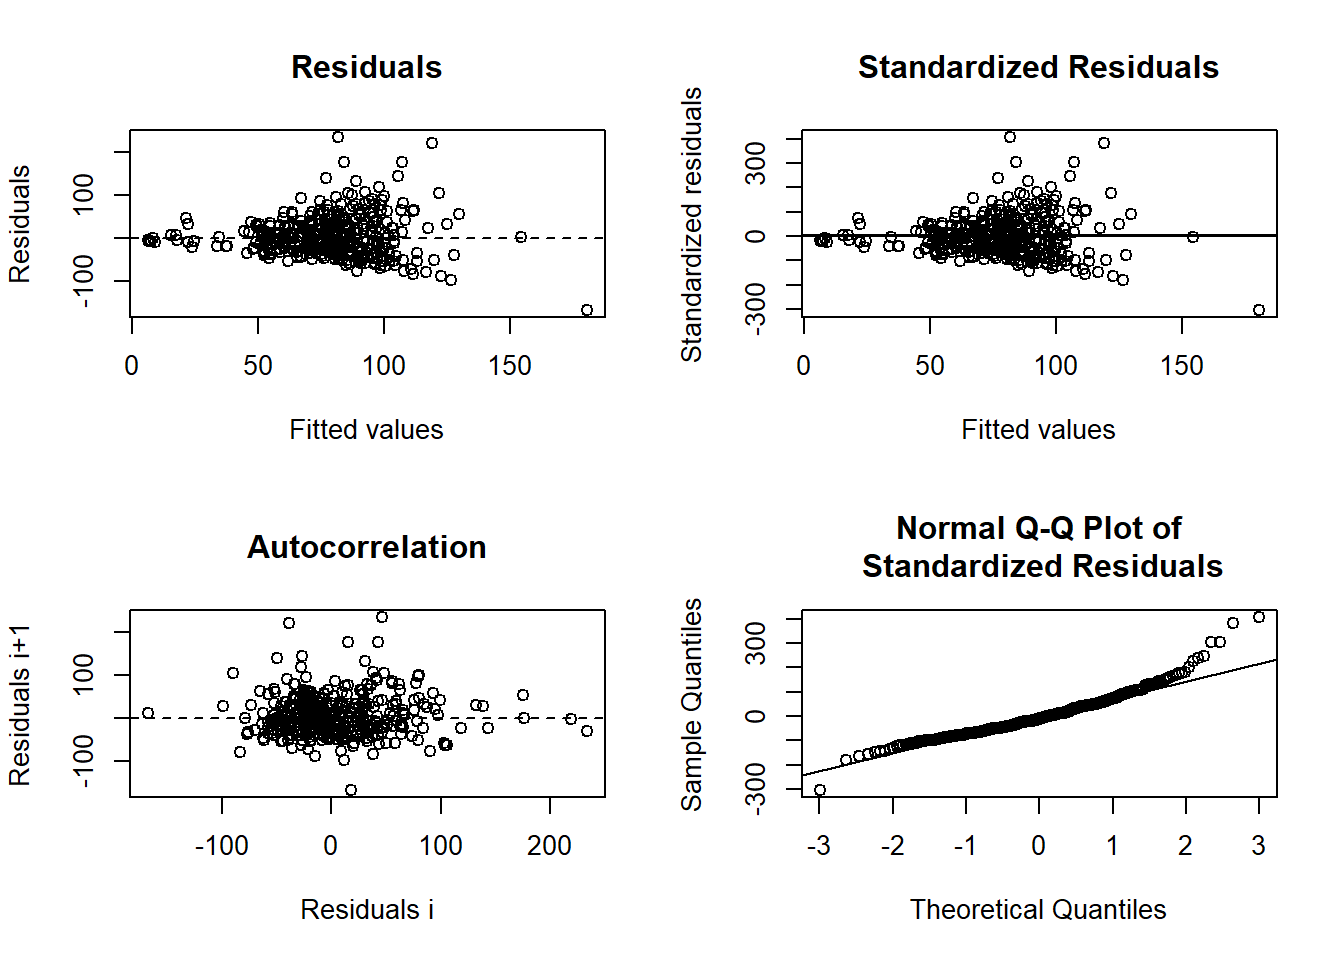 Residuals
Residuals
-100 100
0 50 100 150
Fitted values
Standardized Residuals
Standardized residuals
-300 0 300
0 50 100 150
Fitted values
Autocorrelation
Residuals i+1
-100 100
-100 0 100 200
Residuals i
Normal Q-Q Plot of
Standardized Residuals
Sample Quantiles
-300 0 300
-3 -2 -1 0 1 2 3
Theoretical Quantiles